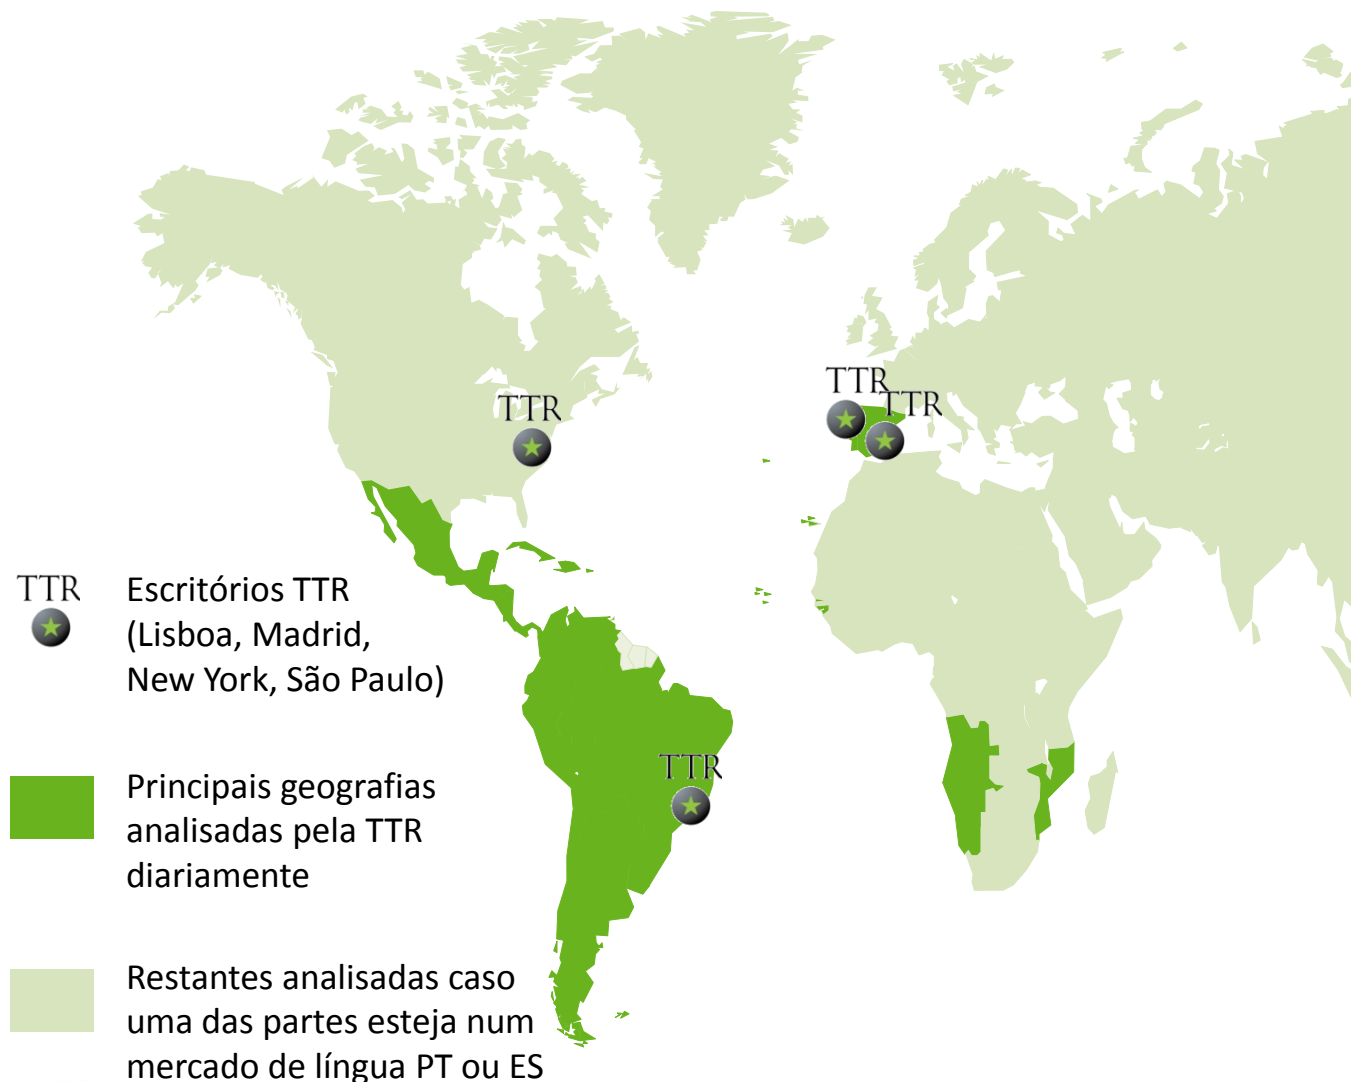 TTR
TTR
TTR
TTR
TTR
Escritórios TTR
(Lisboa, Madrid,
New York, São Paulo)
Principais geografias
analisadas pela TTR
diariamente
Restantes analisadas caso
uma das partes esteja num
mercado de língua PT ou ES